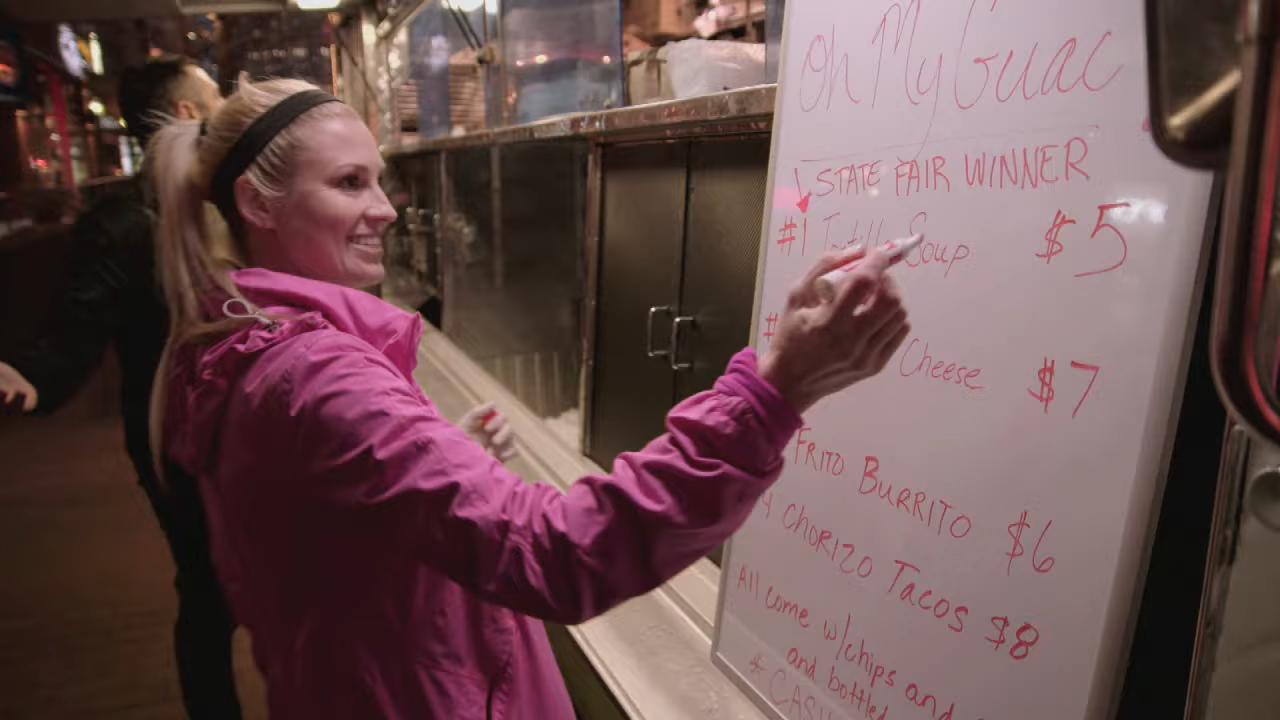 Oh My Guac
STATE FAIR WINNER
#1 Soup $5
# Cheese $7
FRITO BURRITO $6
4 CHORIZO TACOS $8
All come w/chips and
and bottled